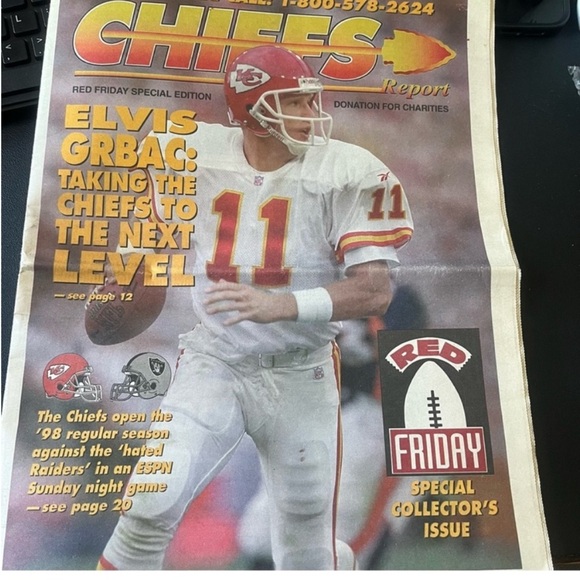 CALL: 1-800-578-2624
CHIEFS
Report
RED FRIDAY SPECIAL EDITION
DONATION FOR CHARITIES
ELVIS
GRBAC:
TAKING THE
CHIEFS TO
THE NEXT
LEVEL
— see page 12
KC
11
11
The Chiefs open the
'98 regular season
against the 'hated
Raiders' in an ESPN
Sunday night game
— see page 20
RED
FRIDAY
SPECIAL
COLLECTOR'S
ISSUE